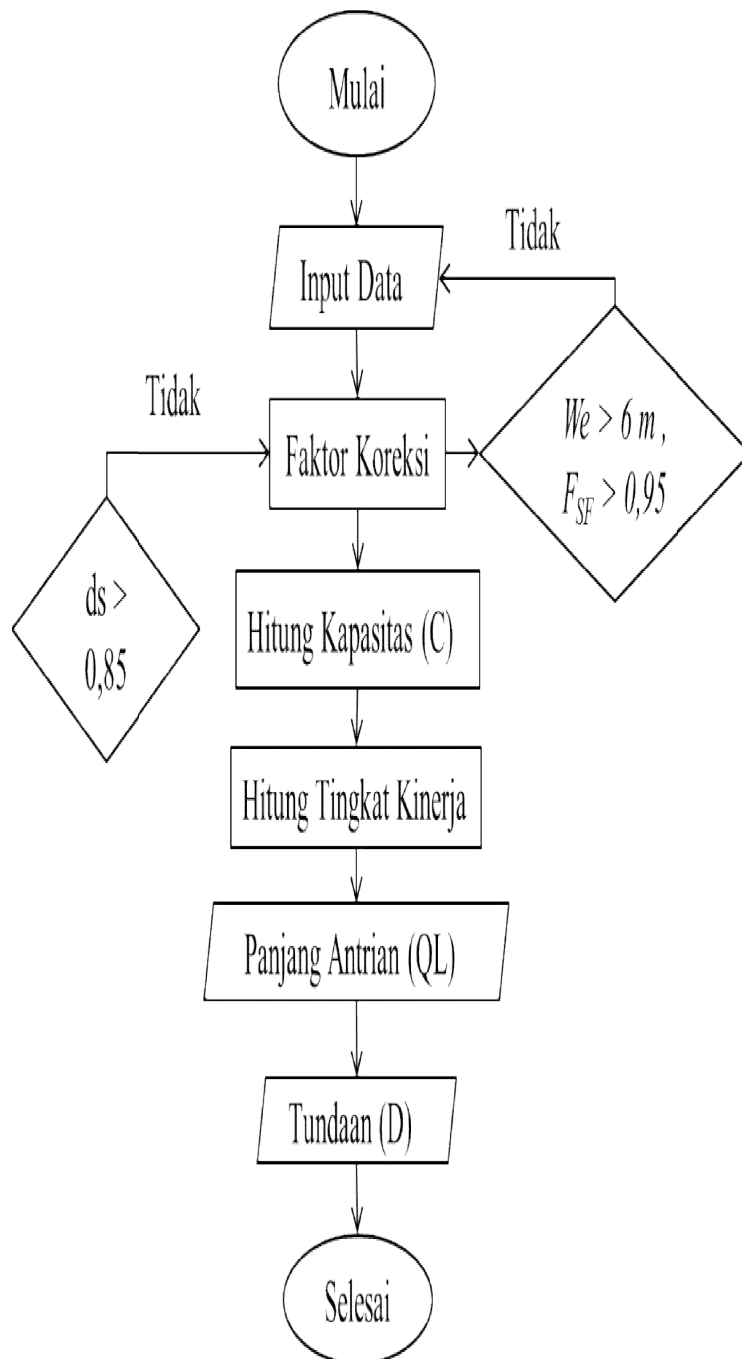 Mulai
Tidak
Input Data
Tidak
We > 6 m ,
F_SF > 0,95
Faktor Koreksi
ds >
0,85
Hitung Kapasitas (C)
Hitung Tingkat Kinerja
Panjang Antrian (QL)
Tundaan (D)
Selesai